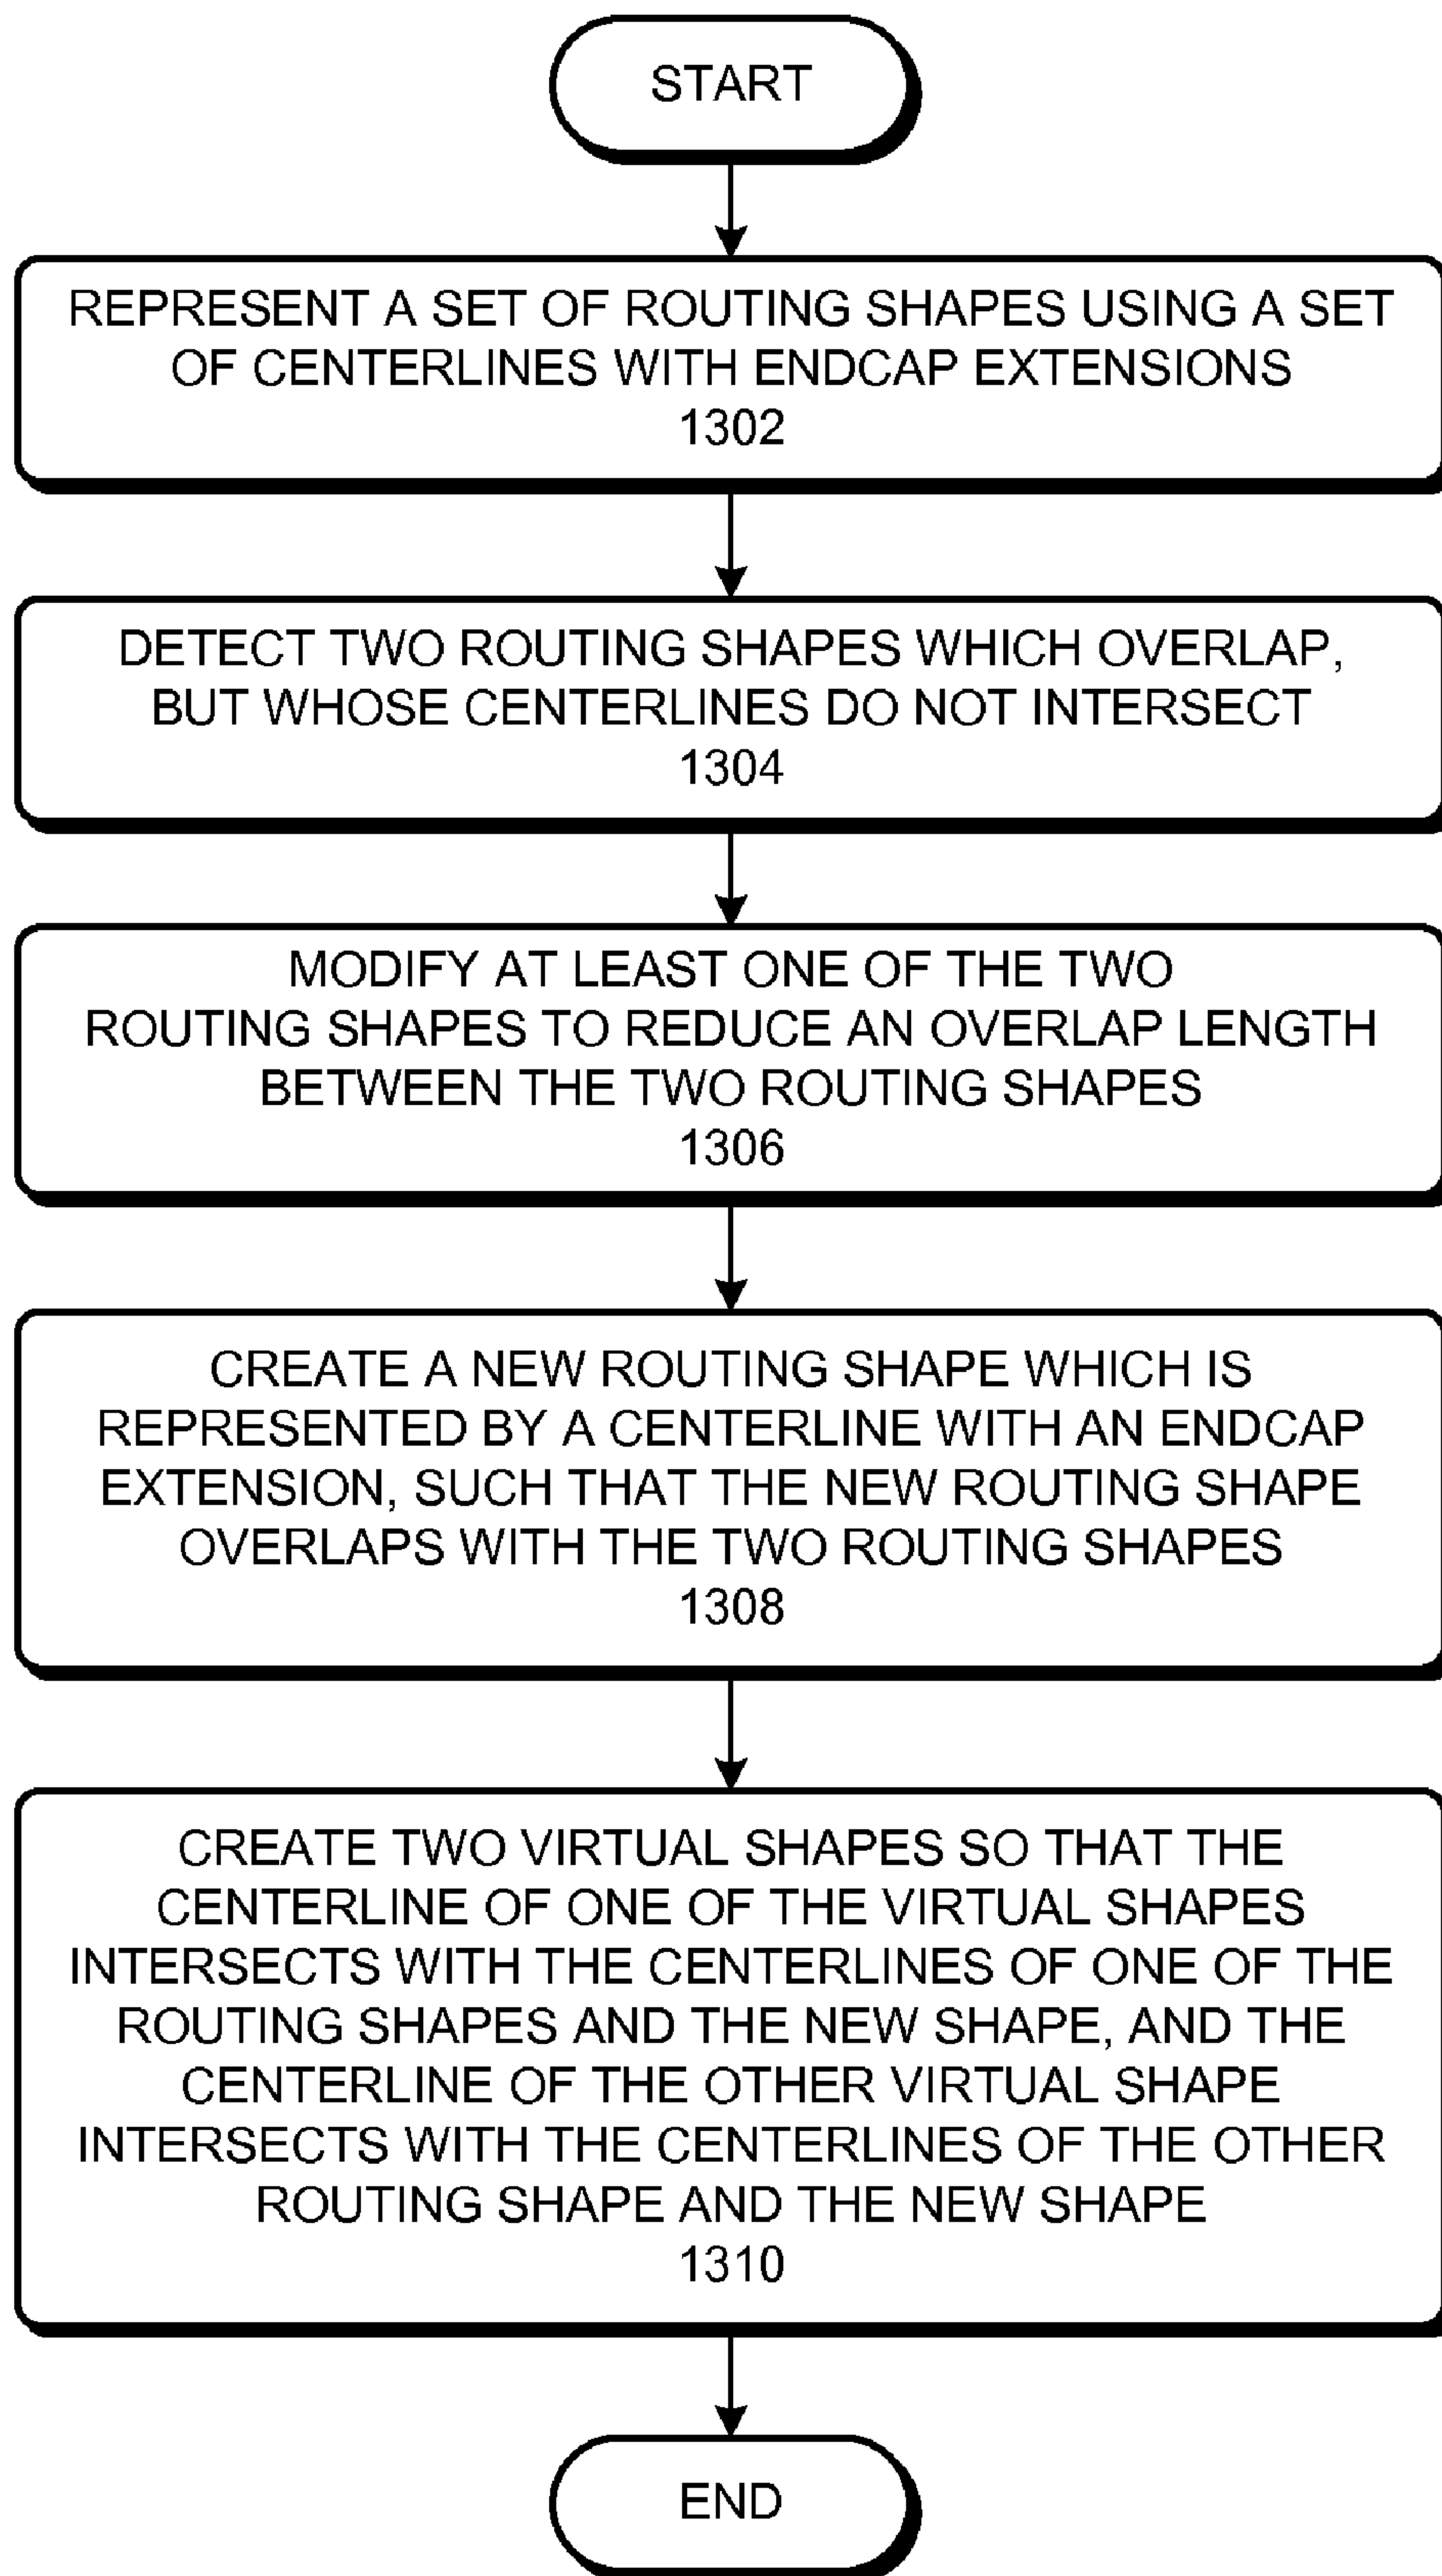 START
REPRESENT A SET OF ROUTING SHAPES USING A SET
OF CENTERLINES WITH ENDCAP EXTENSIONS
1302
DETECT TWO ROUTING SHAPES WHICH OVERLAP,
BUT WHOSE CENTERLINES DO NOT INTERSECT
1304
MODIFY AT LEAST ONE OF THE TWO
ROUTING SHAPES TO REDUCE AN OVERLAP LENGTH
BETWEEN THE TWO ROUTING SHAPES
1306
CREATE A NEW ROUTING SHAPE WHICH IS
REPRESENTED BY A CENTERLINE WITH AN ENDCAP
EXTENSION, SUCH THAT THE NEW ROUTING SHAPE
OVERLAPS WITH THE TWO ROUTING SHAPES
1308
CREATE TWO VIRTUAL SHAPES SO THAT THE
CENTERLINE OF ONE OF THE VIRTUAL SHAPES
INTERSECTS WITH THE CENTERLINES OF ONE OF THE
ROUTING SHAPES AND THE NEW SHAPE, AND THE
CENTERLINE OF THE OTHER VIRTUAL SHAPE
INTERSECTS WITH THE CENTERLINES OF THE OTHER
ROUTING SHAPE AND THE NEW SHAPE
1310
END